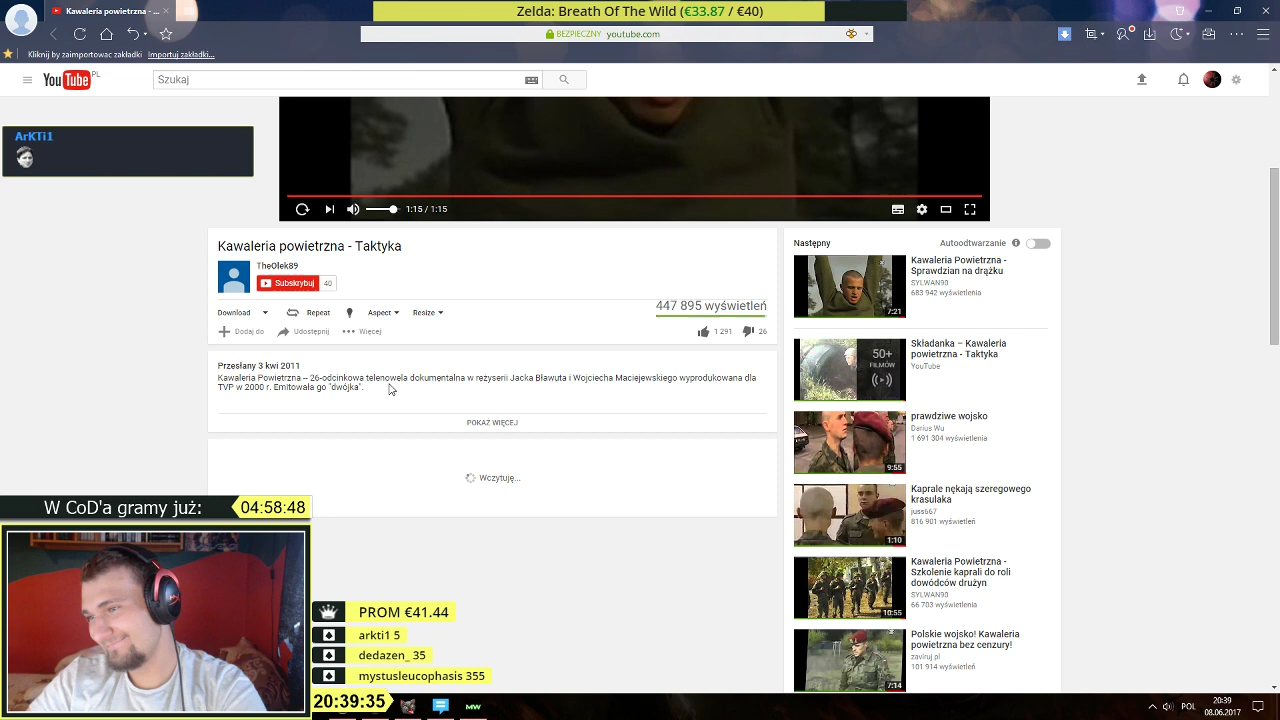 Kawaleria powietrzna - ...
Zelda: Breath Of The Wild (€33.87 / €40)
BEZPIECZNY youtube.com
Kliknij by zaimportowac zakładki Importuj zakładki...
YouTube PL
Szukaj
ArKTi1
1:15 / 1:15
Kawaleria powietrzna - Taktyka
TheOlek89
Subskrybuj 40
447 895 wyświetleń
Download Repeat Aspect Resize
Dodaj do Udostępnij Więcej
1 291 26
Przesłany 3 kwi 2011
Kawaleria Powietrzna -- 26-odcinkowa telenowela dokumentalna w reżyserii Jacka Bławuta i Wojciecha Maciejewskiego wyprodukowana dla
TVP w 2000 r. Emitowała go "dwójka".
POKAŻ WIĘCEJ
Wczytuję...
Następny Autoodtwarzanie
Kawaleria Powietrzna -
Sprawdzian na drążku
SYLWAN90
683 942 wyświetlenia
7:21
Składanka – Kawaleria
powietrzna - Taktyka
YouTube
50+
FILMÓW
prawdziwe wojsko
Darius Wu
1 691 304 wyświetlenia
9:55
Kaprale nękają szeregowego
krasulaka
juss667
816 901 wyświetleń
1:10
Kawaleria Powietrzna -
Szkolenie kaprali do roli
dowódców drużyn
SYLWAN90
66 703 wyświetlenia
10:55
Polskie wojsko! Kawaleria
powietrzna bez cenzury!
zaviruj.pl
101 914 wyświetleń
7:14
W CoD'a gramy już: 04:58:48
PROM €41.44
arkti1 5
dedazen_ 35
mystusleucophasis 355
20:39:35
MW
POL
20:39
08.06.2017